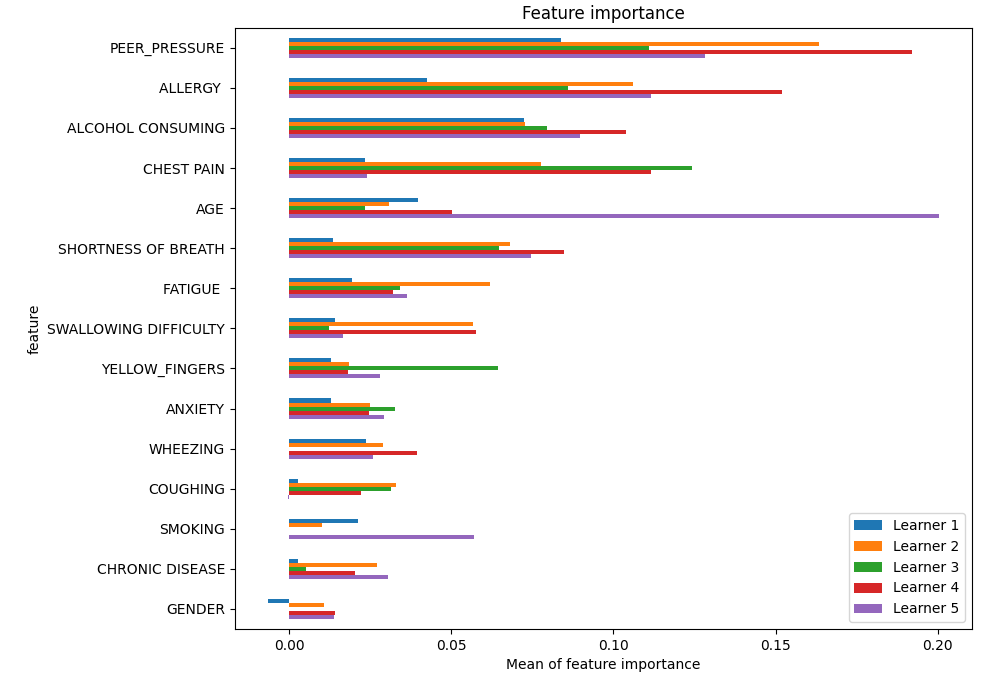 Feature importance
PEER_PRESSURE
ALLERGY
ALCOHOL CONSUMING
CHEST PAIN
AGE
SHORTNESS OF BREATH
FATIGUE
SWALLOWING DIFFICULTY
YELLOW_FINGERS
ANXIETY
WHEEZING
COUGHING
SMOKING
CHRONIC DISEASE
GENDER
feature
Learner 1
Learner 2
Learner 3
Learner 4
Learner 5
0.00 0.05 0.10 0.15 0.20
Mean of feature importance